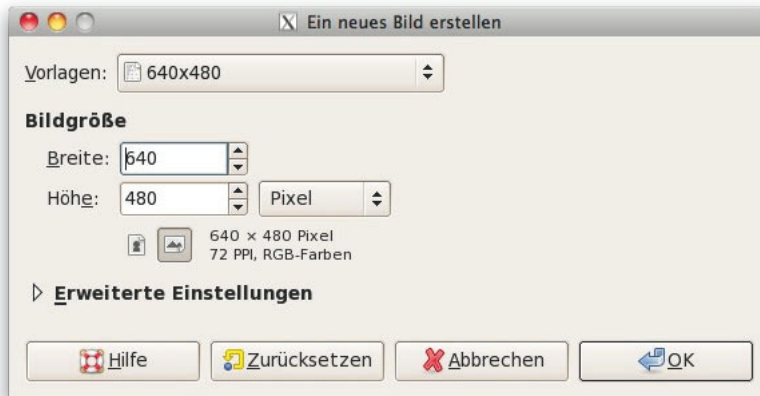 Ein neues Bild erstellen
Vorlagen: 640x480
Bildgröße
Breite: 640
Höhe: 480 Pixel
640 × 480 Pixel
72 PPI, RGB-Farben
Erweiterte Einstellungen
Hilfe Zurücksetzen Abbrechen OK